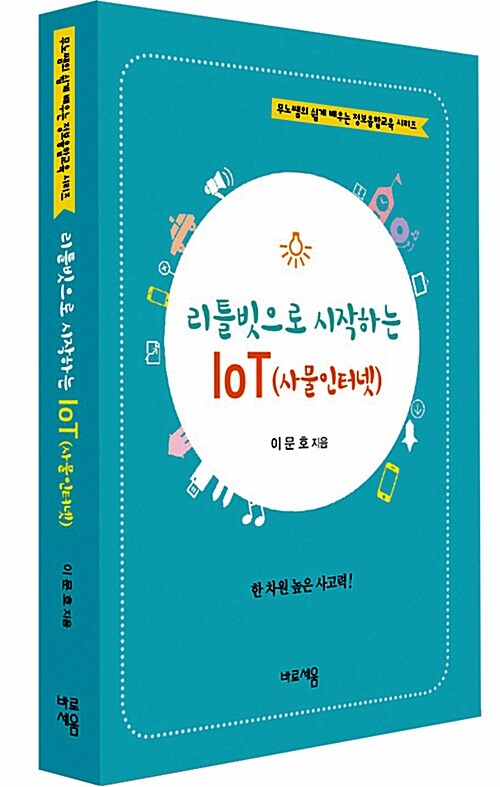 무노쌤의 쉽게 배우는 정보융합교육 시리즈
리틀빗으로 시작하는
IoT(사물인터넷)
이문호 지음
한 차원 높은 사고력!
바로세움
무노쌤의 쉽게 배우는 정보융합교육 시리즈
리틀빗으로 시작하는 IoT(사물인터넷)
이문호 지음
바로
세움